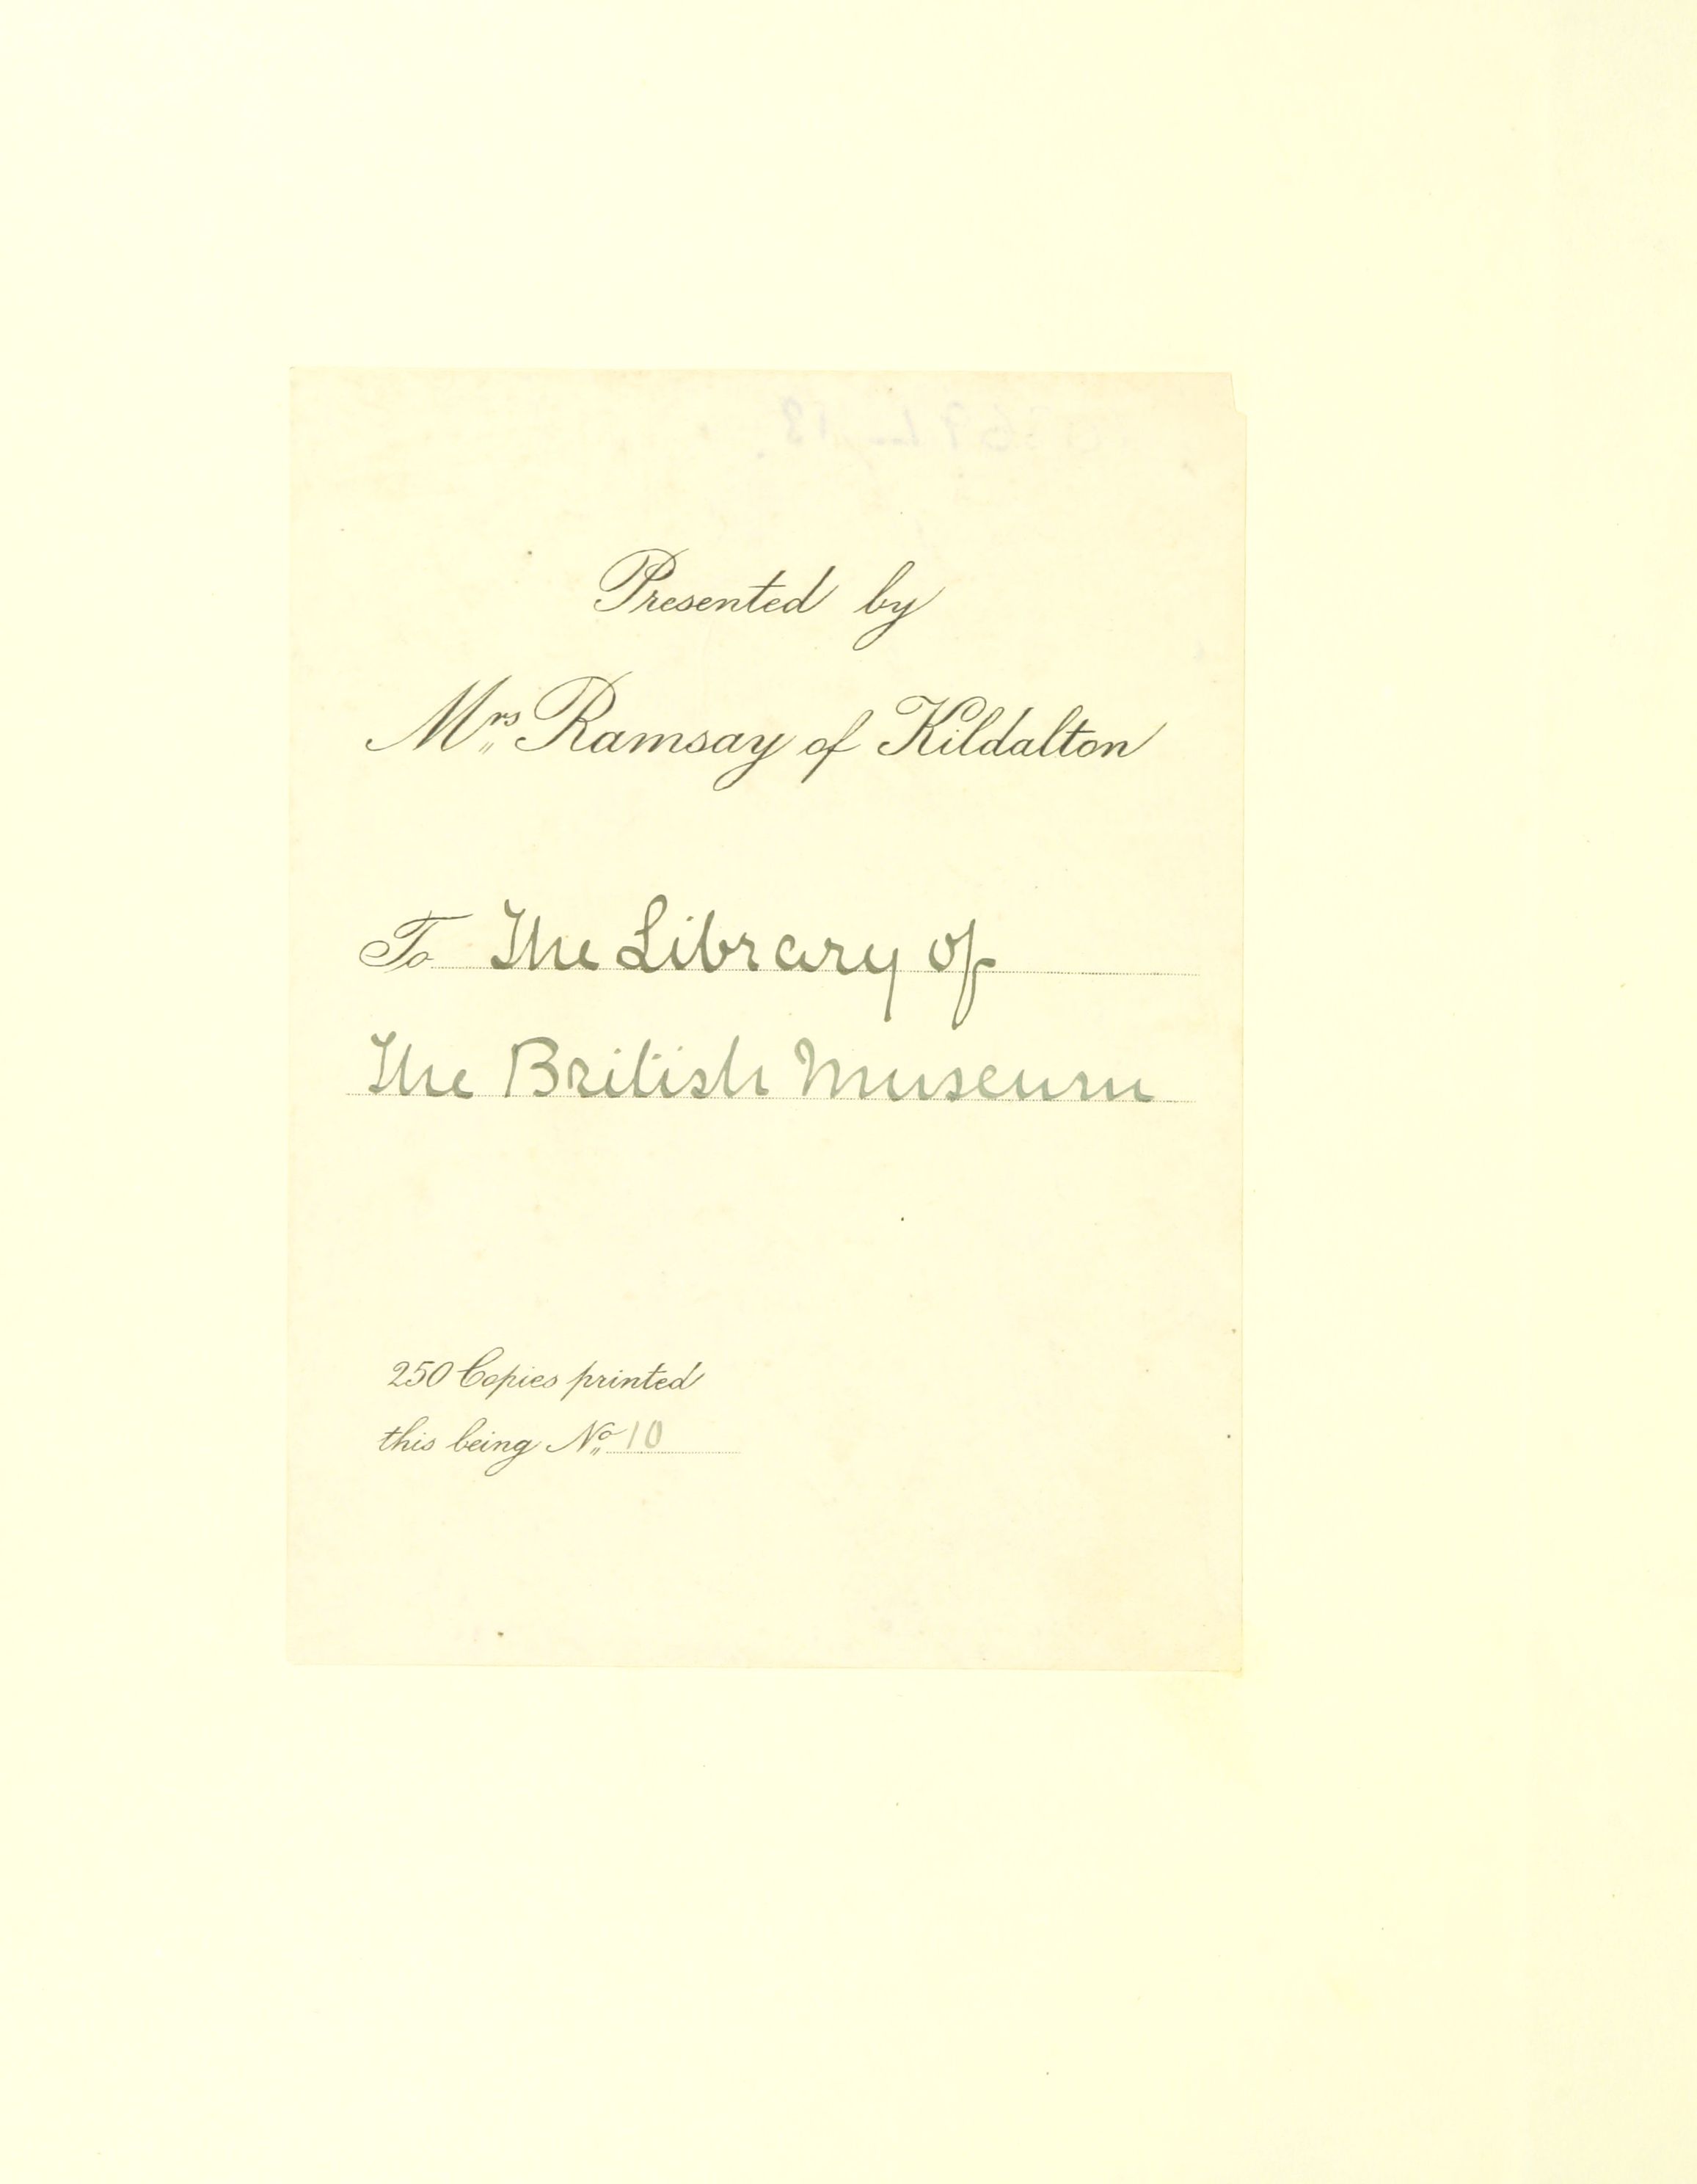 Presented by
Mrs Ramsay of Kildalton
To The Library of
The British Museum
250 Copies printed
this being No 10